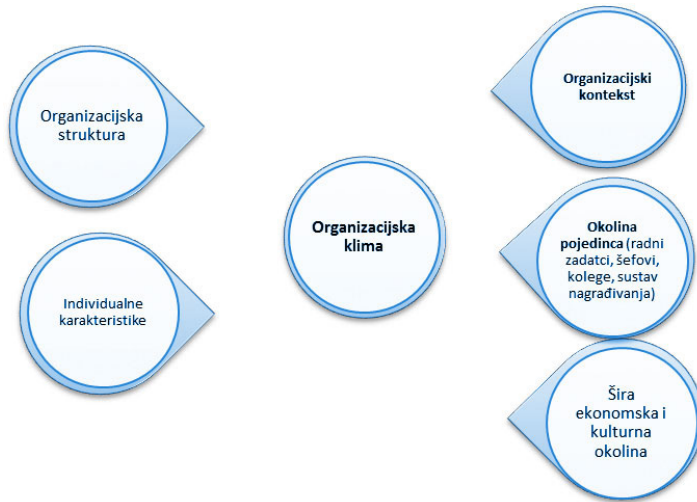 Organizacijska
struktura
Individualne
karakteristike
Organizacijska
klima
Organizacijski
kontekst
Okolina
pojedinca (radni
zadatci, šefovi,
kolege, sustav
nagrađivanja)
Šira
ekonomska i
kulturna
okolina